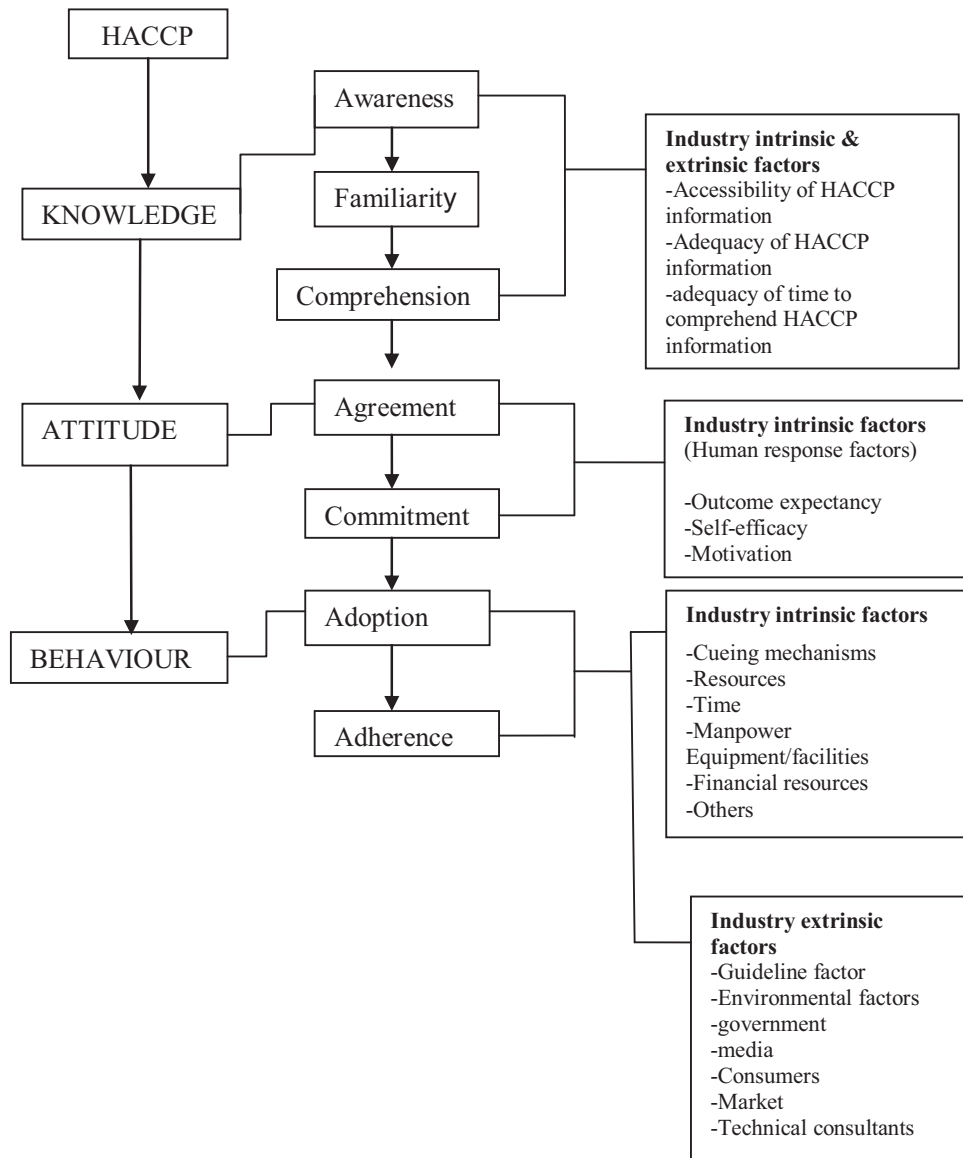 HACCP
KNOWLEDGE
ATTITUDE
BEHAVIOUR
Awareness
Familiarity
Comprehension
Agreement
Commitment
Adoption
Adherence
Industry intrinsic &
extrinsic factors
-Accessibility of HACCP
information
-Adequacy of HACCP
information
-adequacy of time to
comprehend HACCP
information
Industry intrinsic factors
(Human response factors)
-Outcome expectancy
-Self-efficacy
-Motivation
Industry intrinsic factors
-Cueing mechanisms
-Resources
-Time
-Manpower
Equipment/facilities
-Financial resources
-Others
Industry extrinsic
factors
-Guideline factor
-Environmental factors
-government
-media
-Consumers
-Market
-Technical consultants